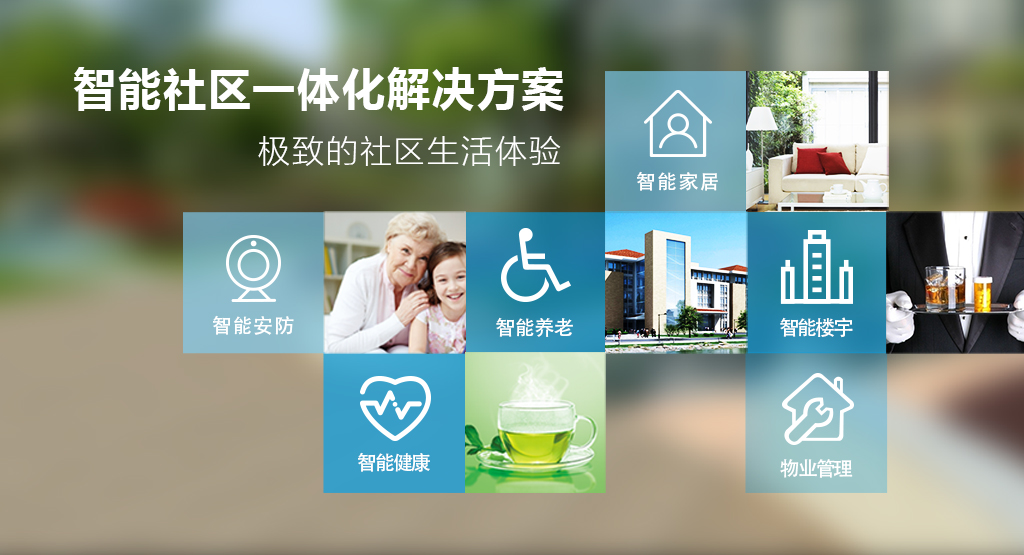 智能社区一体化解决方案
极致的社区生活体验
智能家居
智能安防
智能养老
智能楼宇
智能健康
物业管理